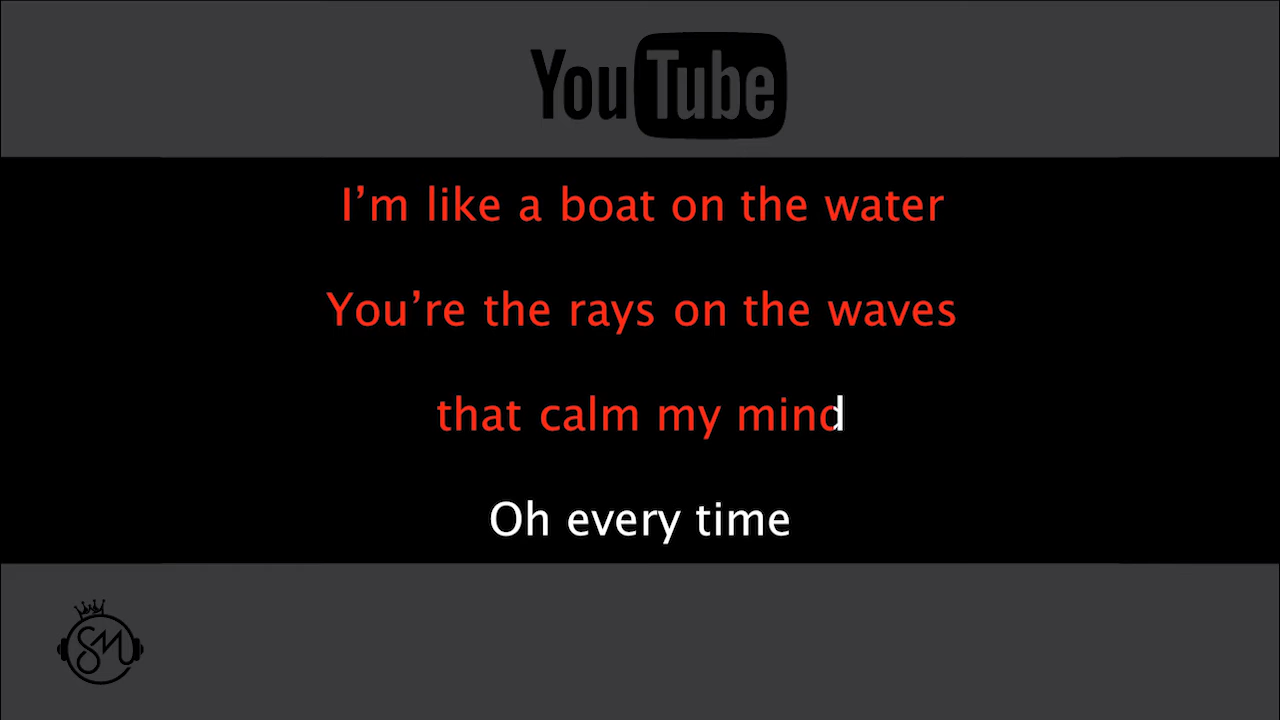 YouTube
I’m like a boat on the water
You’re the rays on the waves
that calm my mind
Oh every time
SM